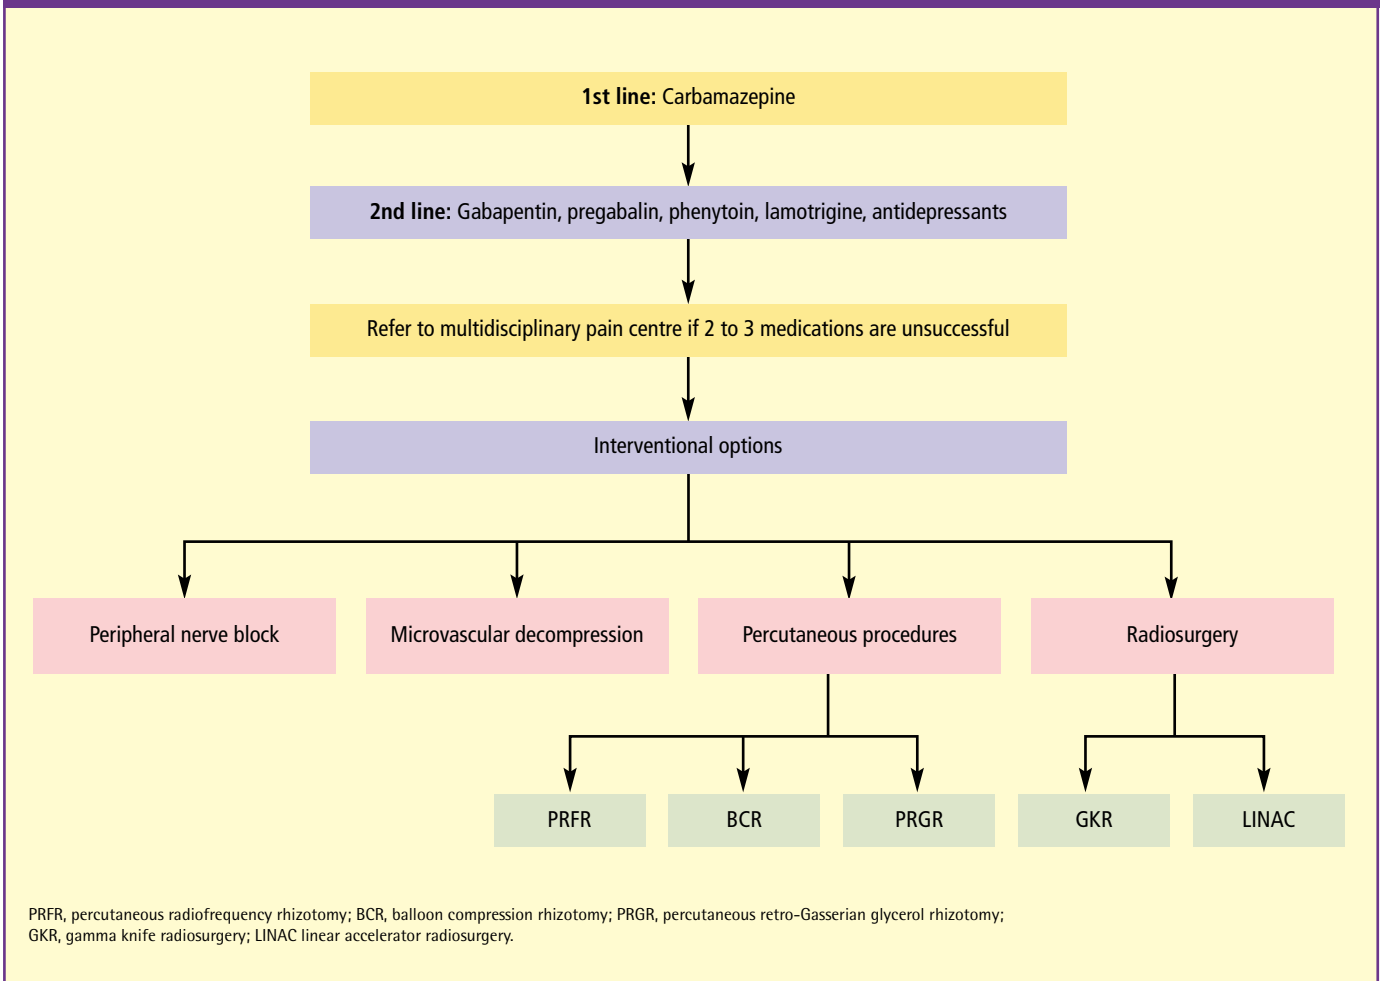 1st line: Carbamazepine
2nd line: Gabapentin, pregabalin, phenytoin, lamotrigine, antidepressants
Refer to multidisciplinary pain centre if 2 to 3 medications are unsuccessful
Interventional options
Peripheral nerve block
Microvascular decompression
Percutaneous procedures
Radiosurgery
PRFR
BCR
PRGR
GKR
LINAC
PRFR, percutaneous radiofrequency rhizotomy; BCR, balloon compression rhizotomy; PRGR, percutaneous retro-Gasserian glycerol rhizotomy;
GKR, gamma knife radiosurgery; LINAC linear accelerator radiosurgery.